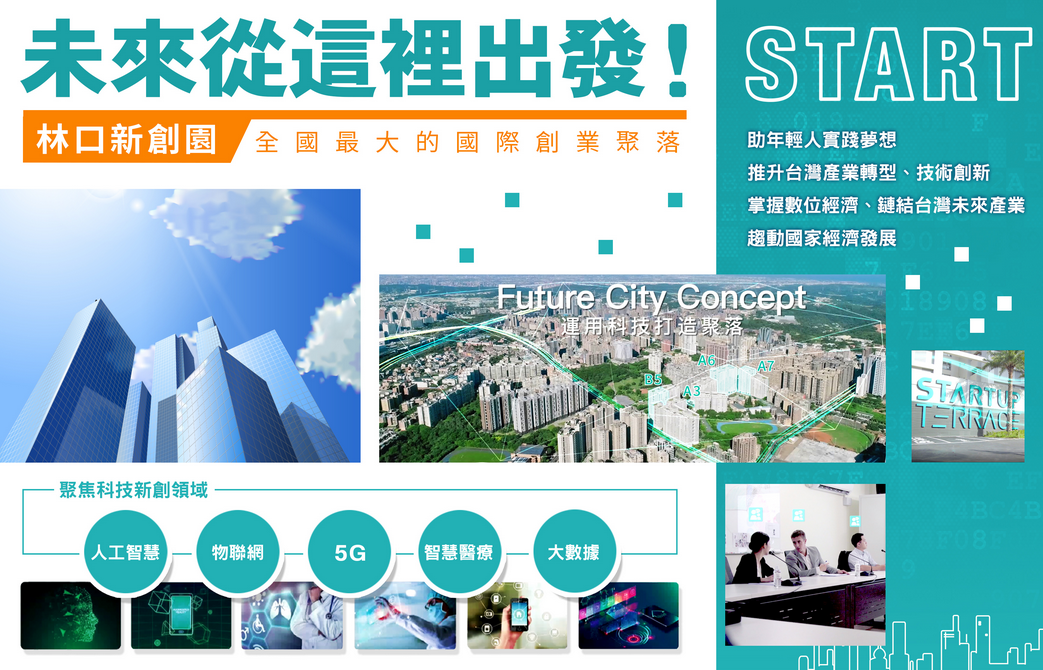 未來從這裡出發！
林口新創園
全國最大的國際創業聚落
START
助年輕人實踐夢想
推升台灣產業轉型、技術創新
掌握數位經濟、鏈結台灣未來產業
趨動國家經濟發展
Future City Concept
運用科技打造聚落
A6
A7
B5
A3
STARTUP
TERRACE
聚焦科技新創領域
人工智慧
物聯網
5G
智慧醫療
大數據